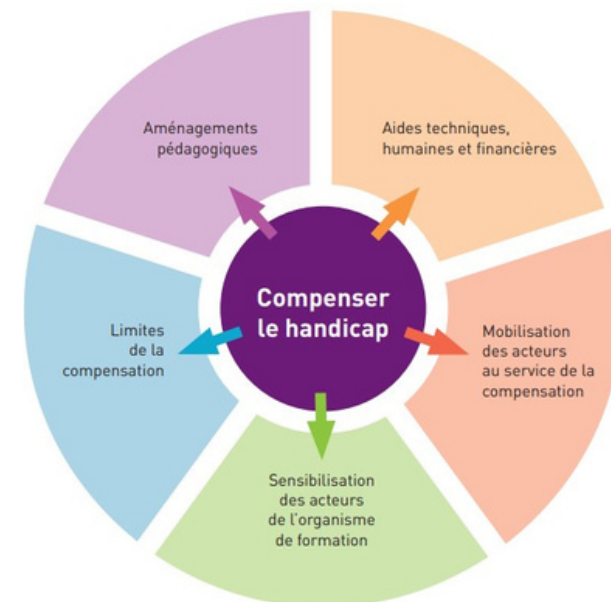 Aménagements
pédagogiques
Aides techniques,
humaines et financières
Compenser
le handicap
Limites
de la
compensation
Mobilisation
des acteurs
au service de la
compensation
Sensibilisation
des acteurs
de l'organisme
de formation